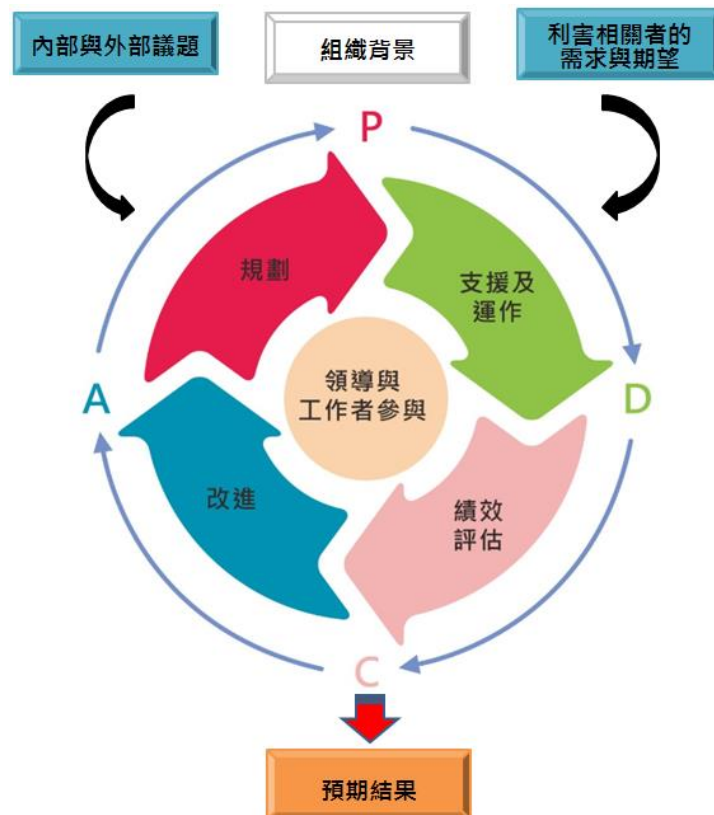 內部與外部議題
組織背景
利害相關者的
需求與期望
P
規劃
支援及
運作
領導與
工作者參與
A
D
改進
績效
評估
C
預期結果